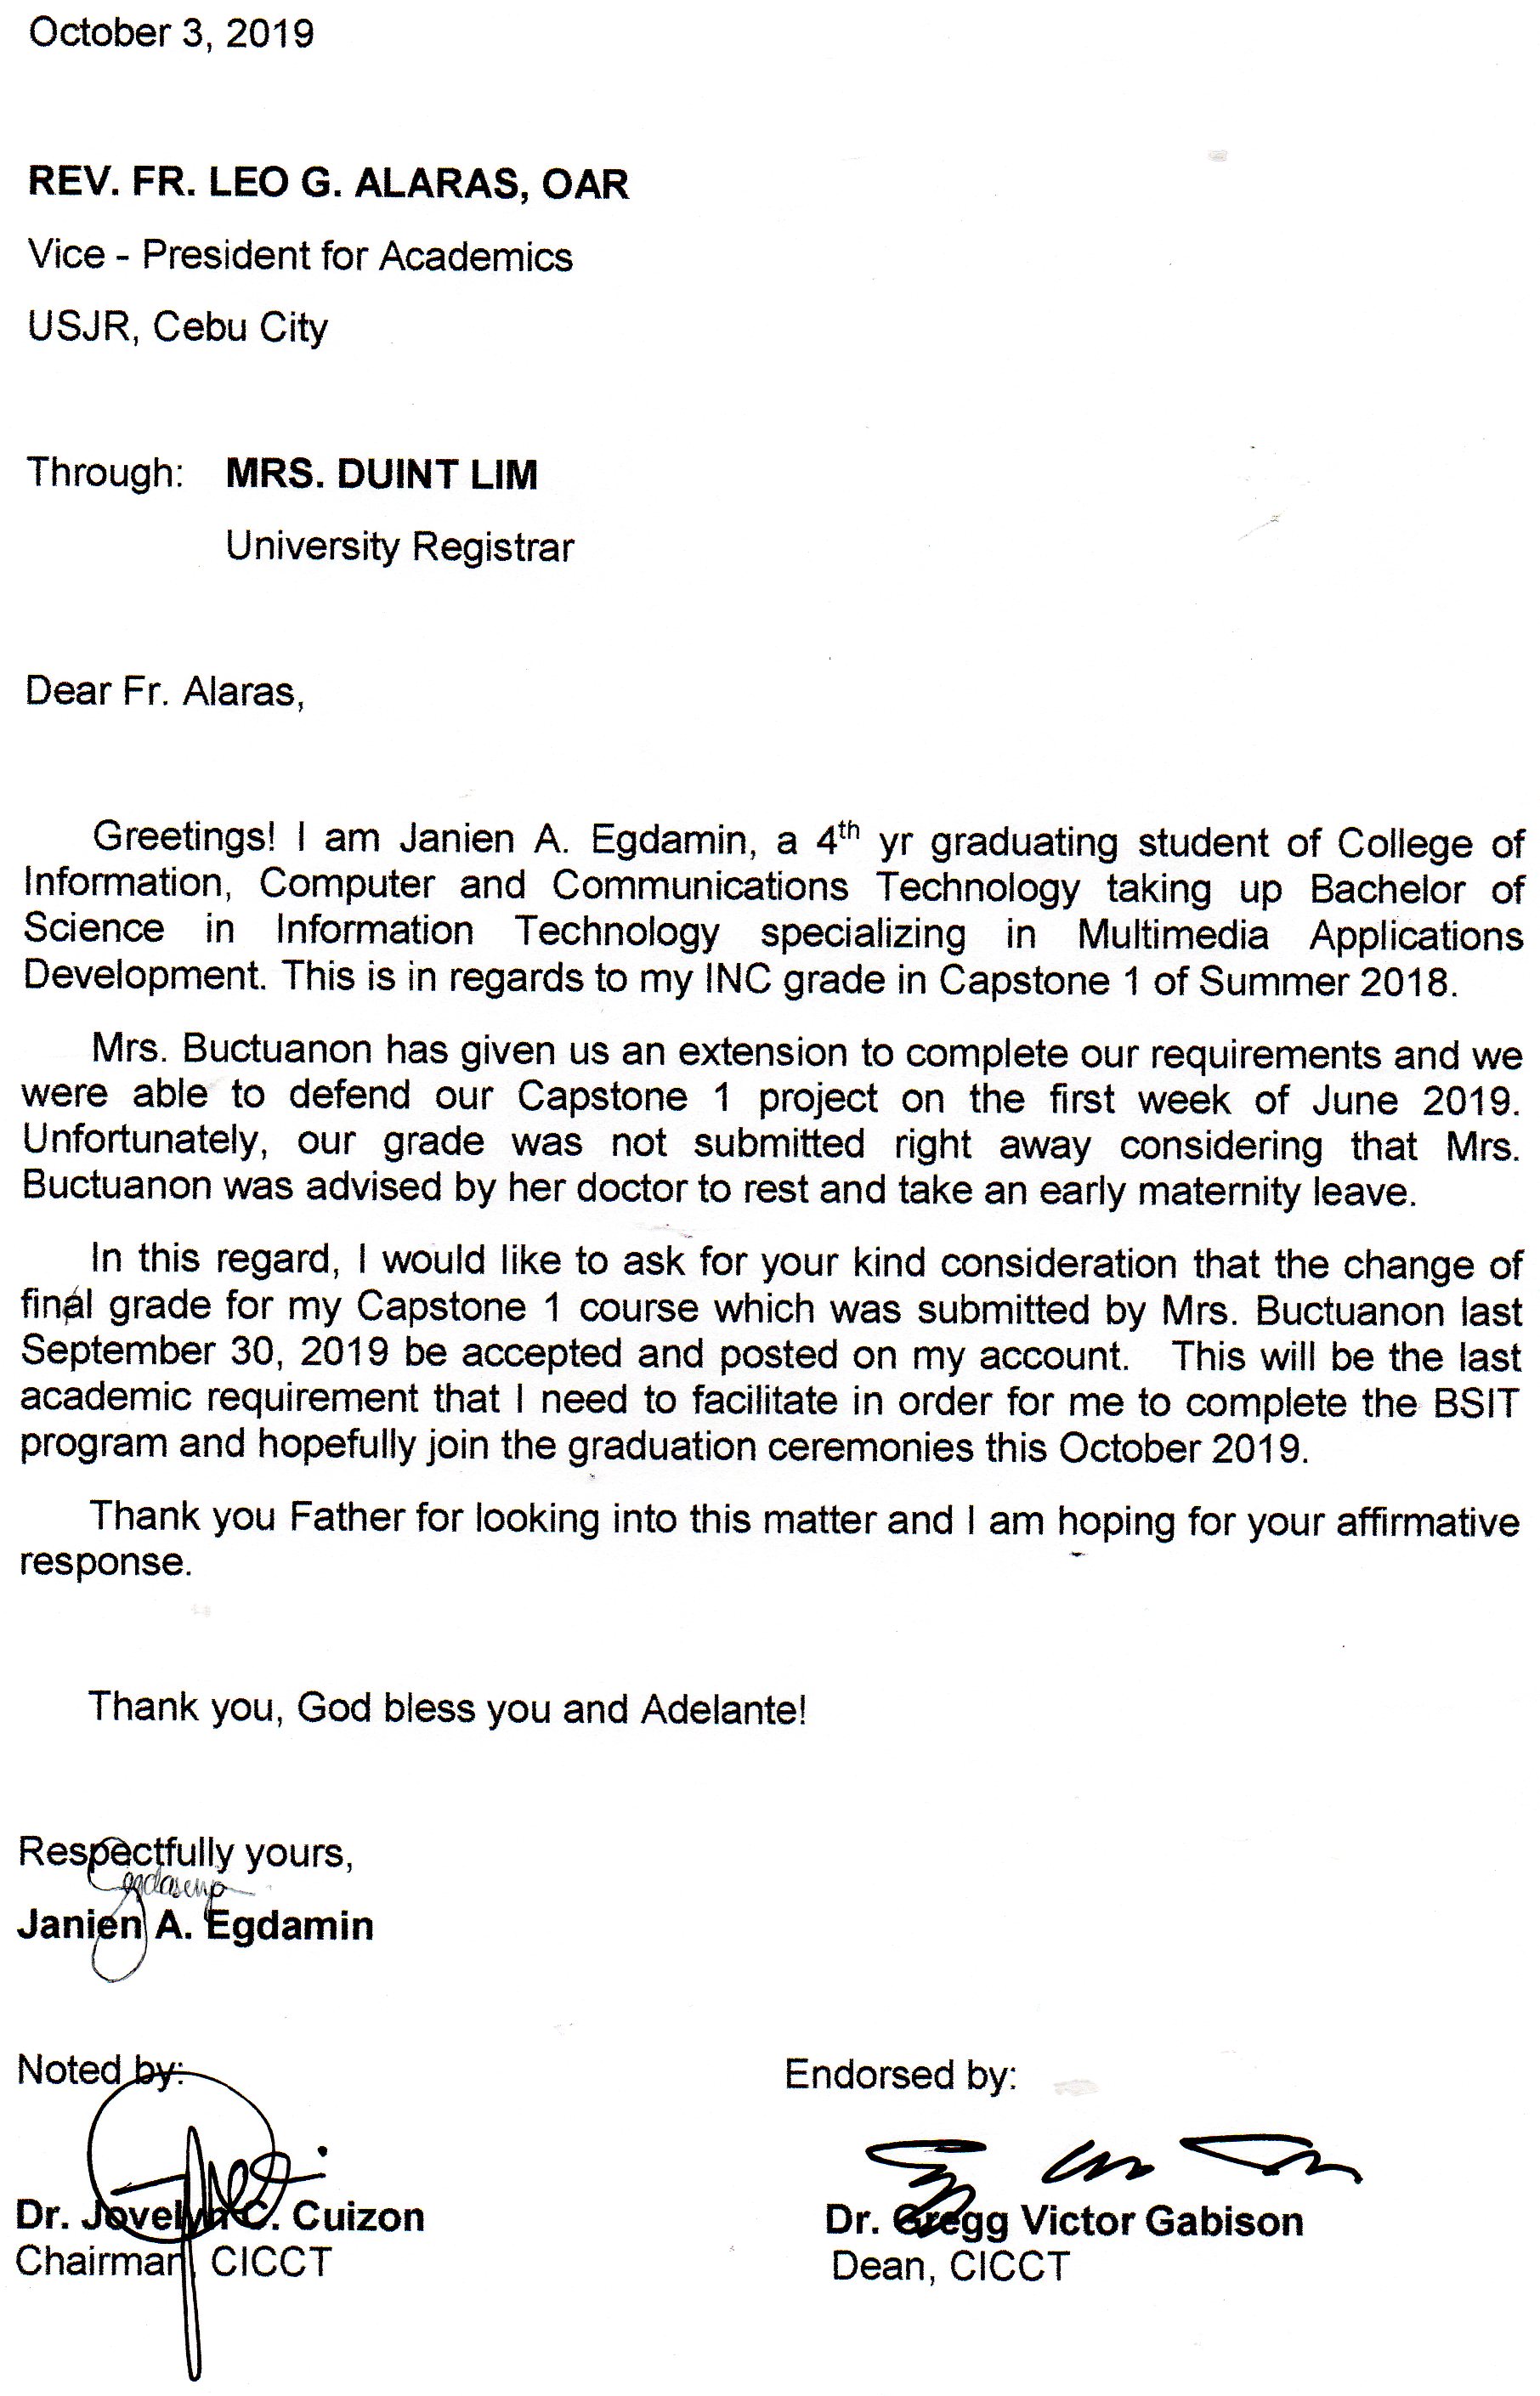 October 3, 2019
REV. FR. LEO G. ALARAS, OAR
Vice - President for Academics
USJR, Cebu City
Through: MRS. DUINT LIM
University Registrar
Dear Fr. Alaras,
Greetings! I am Janien A. Egdamin, a 4th yr graduating student of College of
Information, Computer and Communications Technology taking up Bachelor of
Science in Information Technology specializing in Multimedia Applications
Development. This is in regards to my INC grade in Capstone 1 of Summer 2018.
Mrs. Buctuanon has given us an extension to complete our requirements and we
were able to defend our Capstone 1 project on the first week of June 2019.
Unfortunately, our grade was not submitted right away considering that Mrs.
Buctuanon was advised by her doctor to rest and take an early maternity leave.
In this regard, I would like to ask for your kind consideration that the change of
final grade for my Capstone 1 course which was submitted by Mrs. Buctuanon last
September 30, 2019 be accepted and posted on my account. This will be the last
academic requirement that I need to facilitate in order for me to complete the BSIT
program and hopefully join the graduation ceremonies this October 2019.
Thank you Father for looking into this matter and I am hoping for your affirmative
response.
Thank you, God bless you and Adelante!
Respectfully yours,
Janien A. Egdamin
Noted by: Endorsed by:
Dr. Jovelyn C. Cuizon Dr. Gregg Victor Gabison
Chairman, CICCT Dean, CICCT